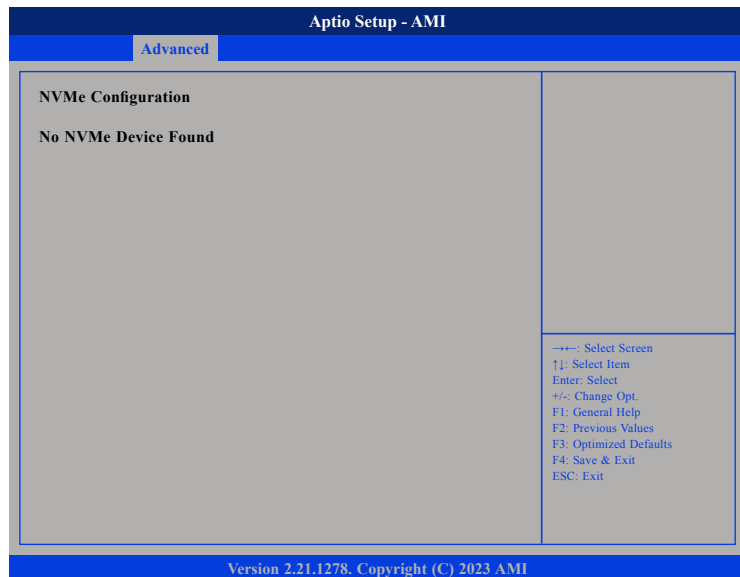 Aptio Setup - AMI
Advanced
NVMe Configuration
No NVMe Device Found
→←: Select Screen
↑↓: Select Item
Enter: Select
+/-: Change Opt.
F1: General Help
F2: Previous Values
F3: Optimized Defaults
F4: Save & Exit
ESC: Exit
Version 2.21.1278. Copyright (C) 2023 AMI